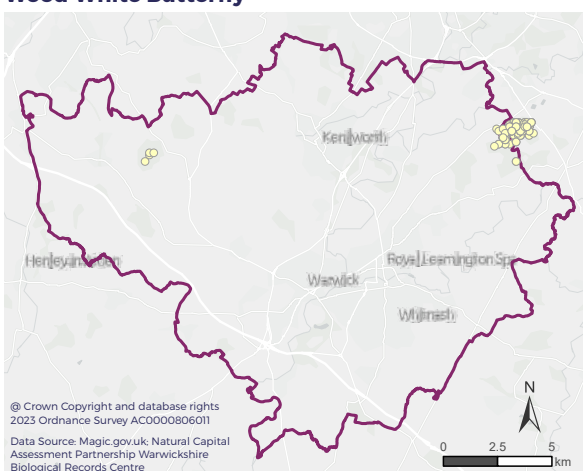 Wood White Butterfly
Kenilworth
Henley-in-Arden
Royal Leamington Spa
Warwick
Whitnash
N
@ Crown Copyright and database rights
2023 Ordnance Survey AC0000806011
Data Source: Magic.gov.uk; Natural Capital
Assessment Partnership Warwickshire
Biological Records Centre
0 2.5 5
km